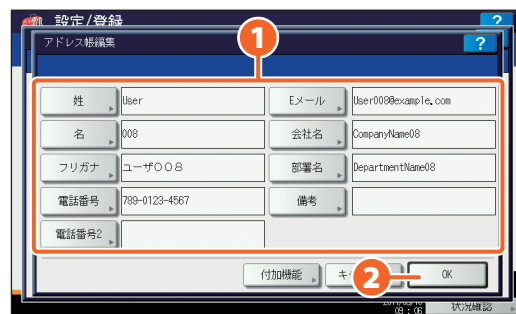 設定/登録 ?
アドレス帳編集 1 ?
姓 User Eメール User008@example.com
名 008 会社名 CompanyName08
フリガナ ユーザ008 部署名 DepartmentName08
電話番号 789-0123-4567 備考
電話番号2
付加機能 キ 2 OK
09:06 状況確認